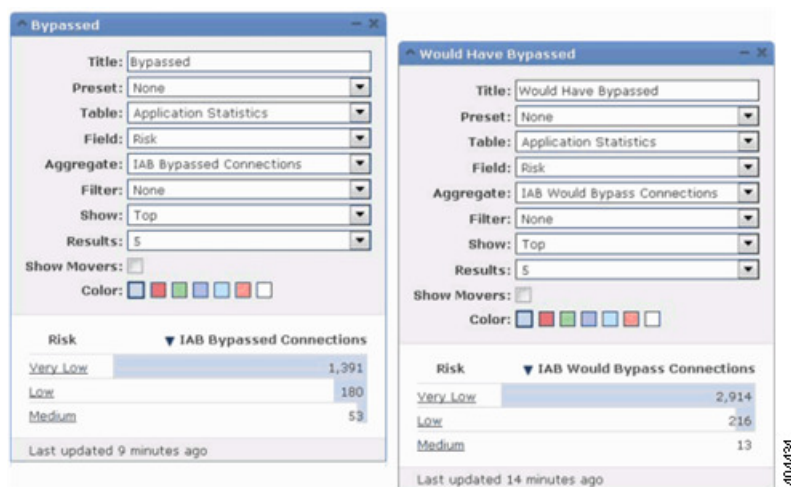 Bypassed
Title: Bypassed
Preset: None
Table: Application Statistics
Field: Risk
Aggregate: IAB Bypassed Connections
Filter: None
Show: Top
Results: 5
Show Movers:
Color:
Risk IAB Bypassed Connections
Very Low 1,391
Low 180
Medium 53
Last updated 9 minutes ago
Would Have Bypassed
Title: Would Have Bypassed
Preset: None
Table: Application Statistics
Field: Risk
Aggregate: IAB Would Bypass Connections
Filter: None
Show: Top
Results: 5
Show Movers:
Color:
Risk IAB Would Bypass Connections
Very Low 2,914
Low 216
Medium 13
Last updated 14 minutes ago
404434